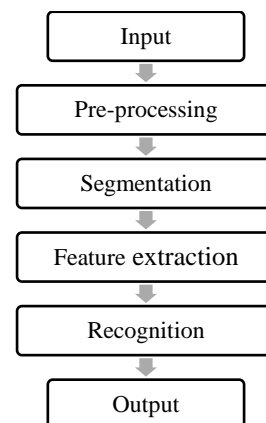 Input
Pre-processing
Segmentation
Feature extraction
Recognition
Output